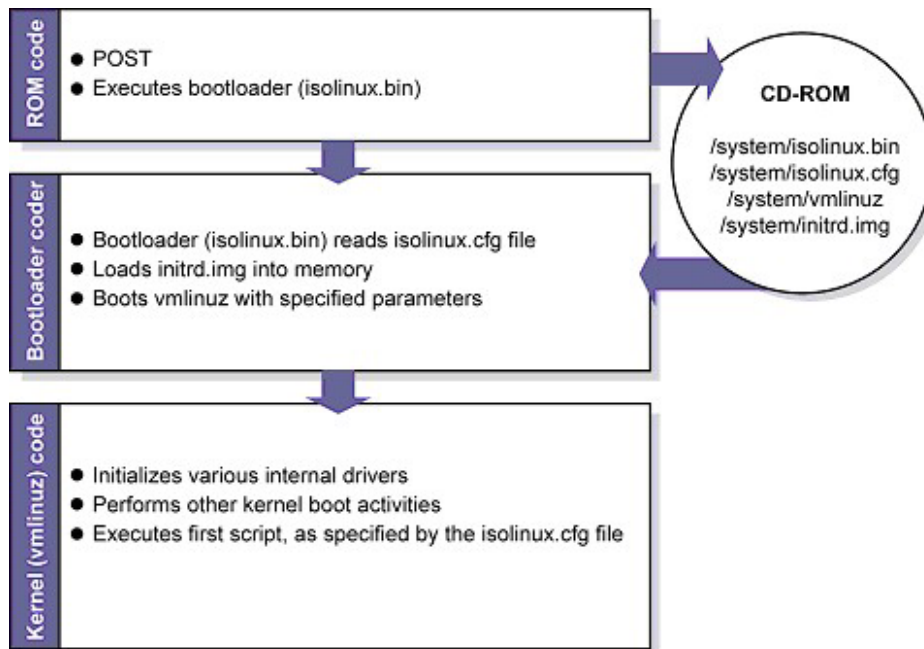 ROM code
● POST
● Executes bootloader (isolinux.bin)
CD-ROM
/system/isolinux.bin
/system/isolinux.cfg
/system/vmlinuz
/system/initrd.img
Bootloader coder
● Bootloader (isolinux.bin) reads isolinux.cfg file
● Loads initrd.img into memory
● Boots vmlinuz with specified parameters
Kernel (vmlinuz) code
● Initializes various internal drivers
● Performs other kernel boot activities
● Executes first script, as specified by the isolinux.cfg file